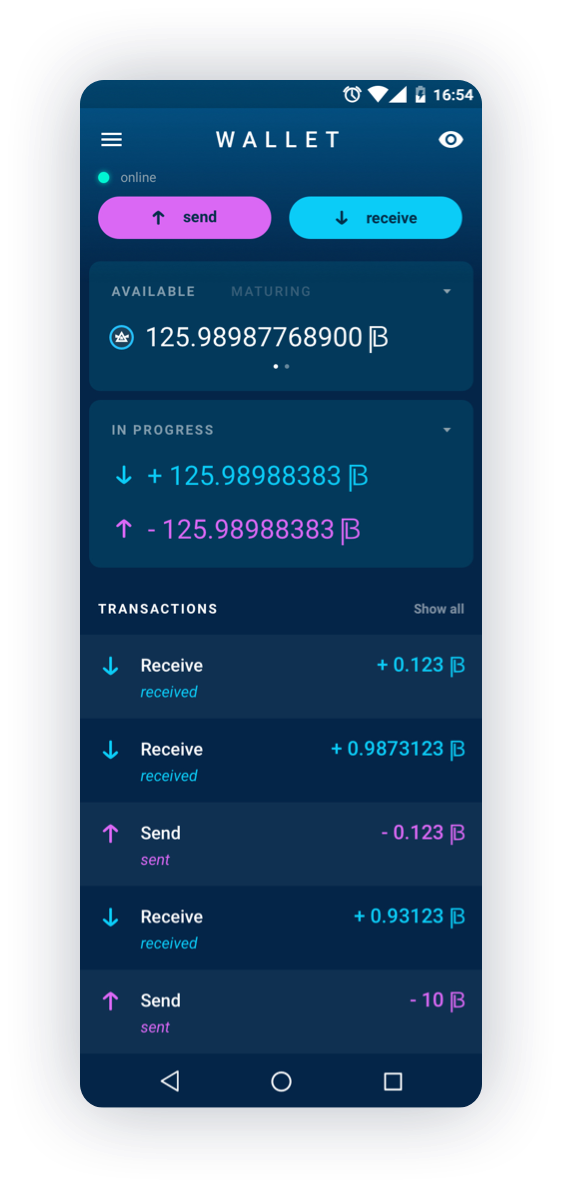 16:54
WALLET
online
send receive
AVAILABLE MATURING
125.98987768900 B
IN PROGRESS
+ 125.98988383 B
- 125.98988383 B
TRANSACTIONS Show all
Receive + 0.123 B
received
Receive + 0.9873123 B
received
Send - 0.123 B
sent
Receive + 0.93123 B
received
Send - 10 B
sent